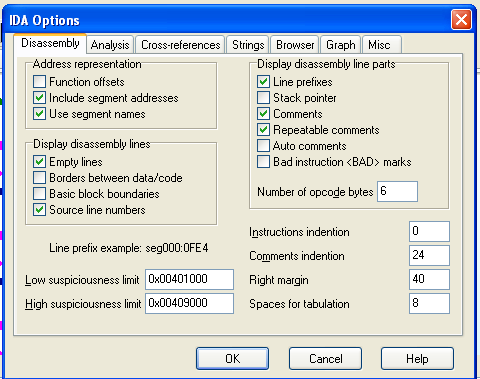 IDA Options
Disassembly Analysis Cross-references Strings Browser Graph Misc
Address representation
Function offsets
Include segment addresses
Use segment names
Display disassembly lines
Empty lines
Borders between data/code
Basic block boundaries
Source line numbers
Line prefix example: seg000:0FE4
Low suspiciousness limit 0x00401000
High suspiciousness limit 0x00409000
Display disassembly line parts
Line prefixes
Stack pointer
Comments
Repeatable comments
Auto comments
Bad instruction <BAD> marks
Number of opcode bytes 6
Instructions indention 0
Comments indention 24
Right margin 40
Spaces for tabulation 8
OK Cancel Help